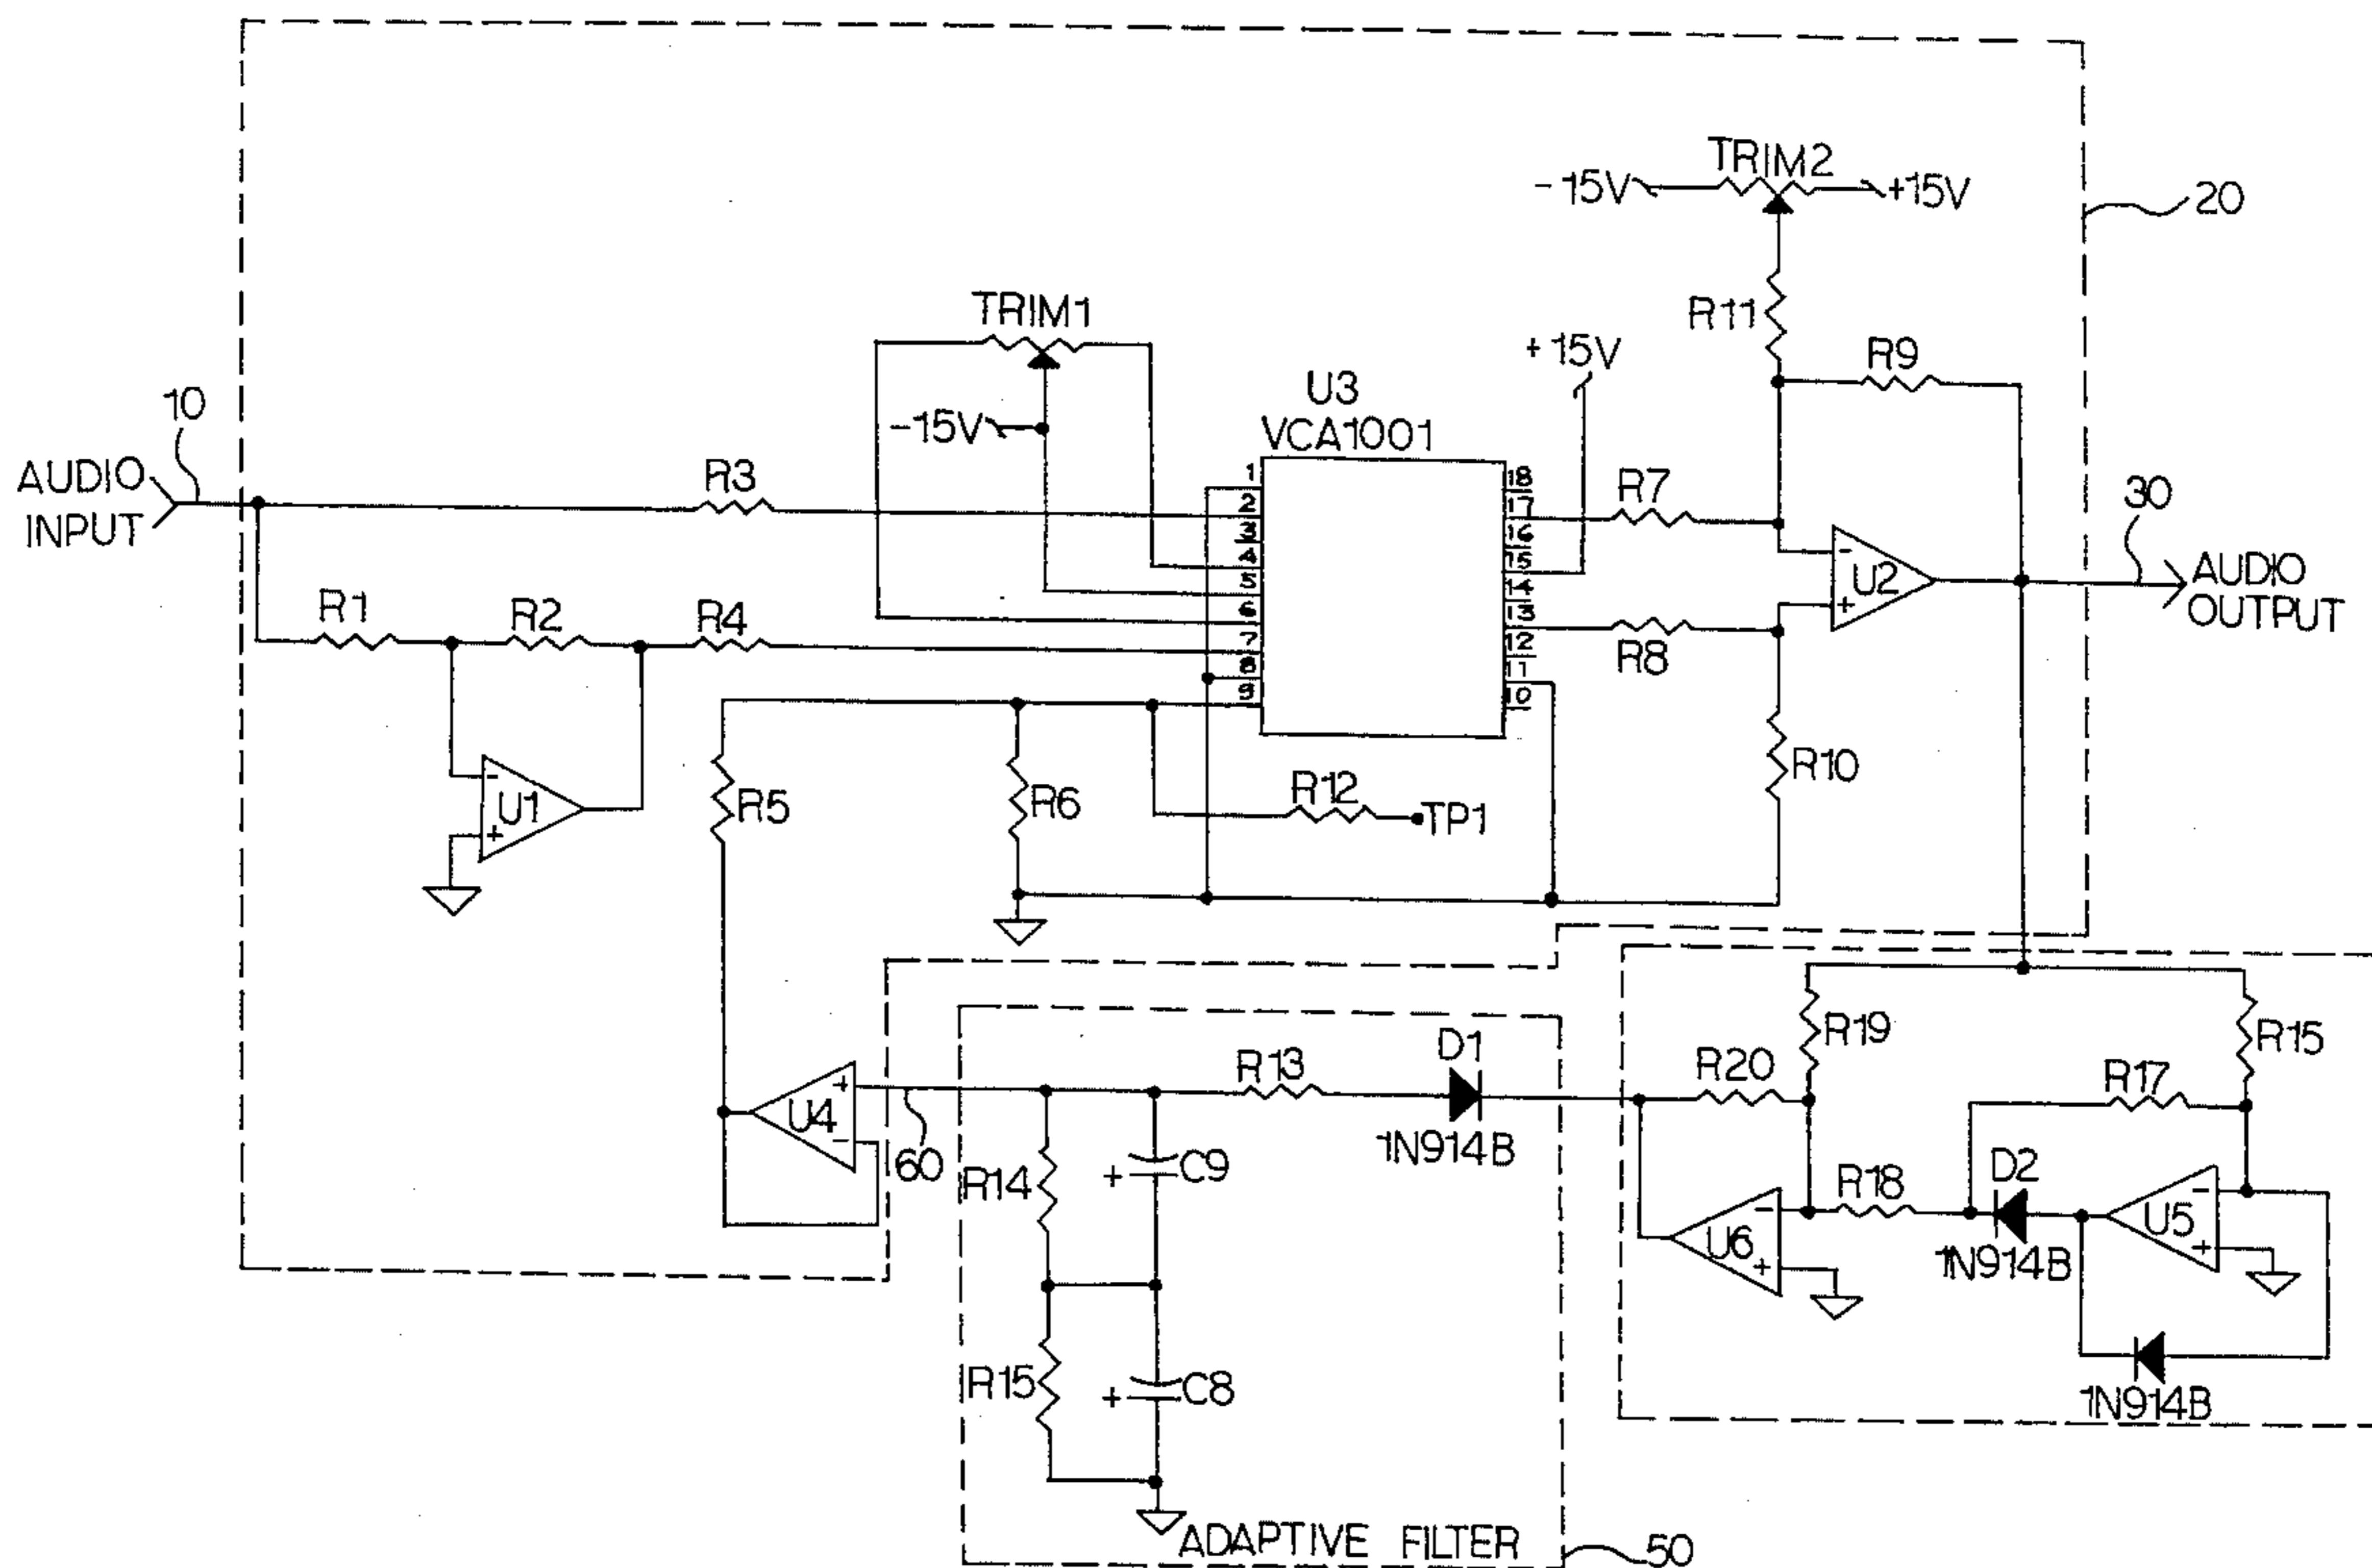 TRIM2
-15V
+15V
20
R11
TRIM1
+15V
R9
U3
VCA1001
10
-15V
AUDIO
INPUT
R3
1
2
3
4
5
6
7
8
9
18
17
16
15
14
13
12
11
10
R7
30
-
U2
+
AUDIO
OUTPUT
R1
R2
R4
R8
R10
-
U1
+
R5
R6
R12
TP1
R19
R15
D1
R13
R20
R17
+
U4
-
1N914B
60
R14
+
C9
R18
D2
-
U6
+
-
U5
+
1N914B
R15
+
C8
1N914B
ADAPTIVE FILTER
50